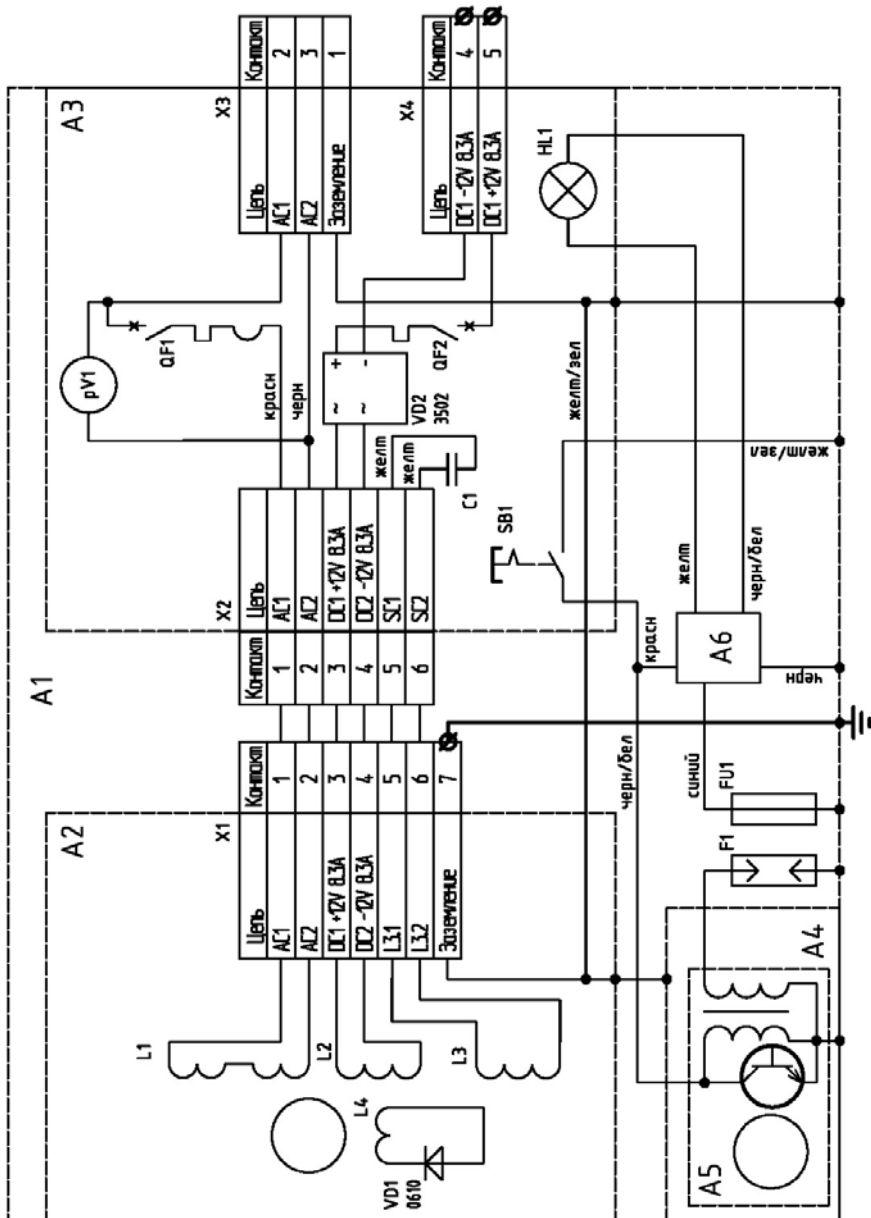 A1
A2
A3
X1
Цепь Контакт
AC1 1
AC2 2
DC1 +12V 8.3A 3
DC2 -12V 8.3A 4
L3.1 5
L3.2 6
Заземление 7
X2
Контакт Цепь
1 AC1
2 AC2
3 DC1 +12V 8.3A
4 DC2 -12V 8.3A
5 SC1
6 SC2
X3
Цепь Контакт
AC1 2
AC2 3
Заземление 1
X4
Цепь Контакт
DC1 -12V 8.3A 4
DC1 +12V 8.3A 5
pV1
QF1
красн
черн
~ +
~ -
VD2
3502
QF2
желт
желт
C1
L1
L2
L3
L4
VD1
0610
SB1
HL1
желт/зел
желт/зел
желт
черн/бел
красн
A6
черн
черн/бел
синий
FU1
F1
A4
A5